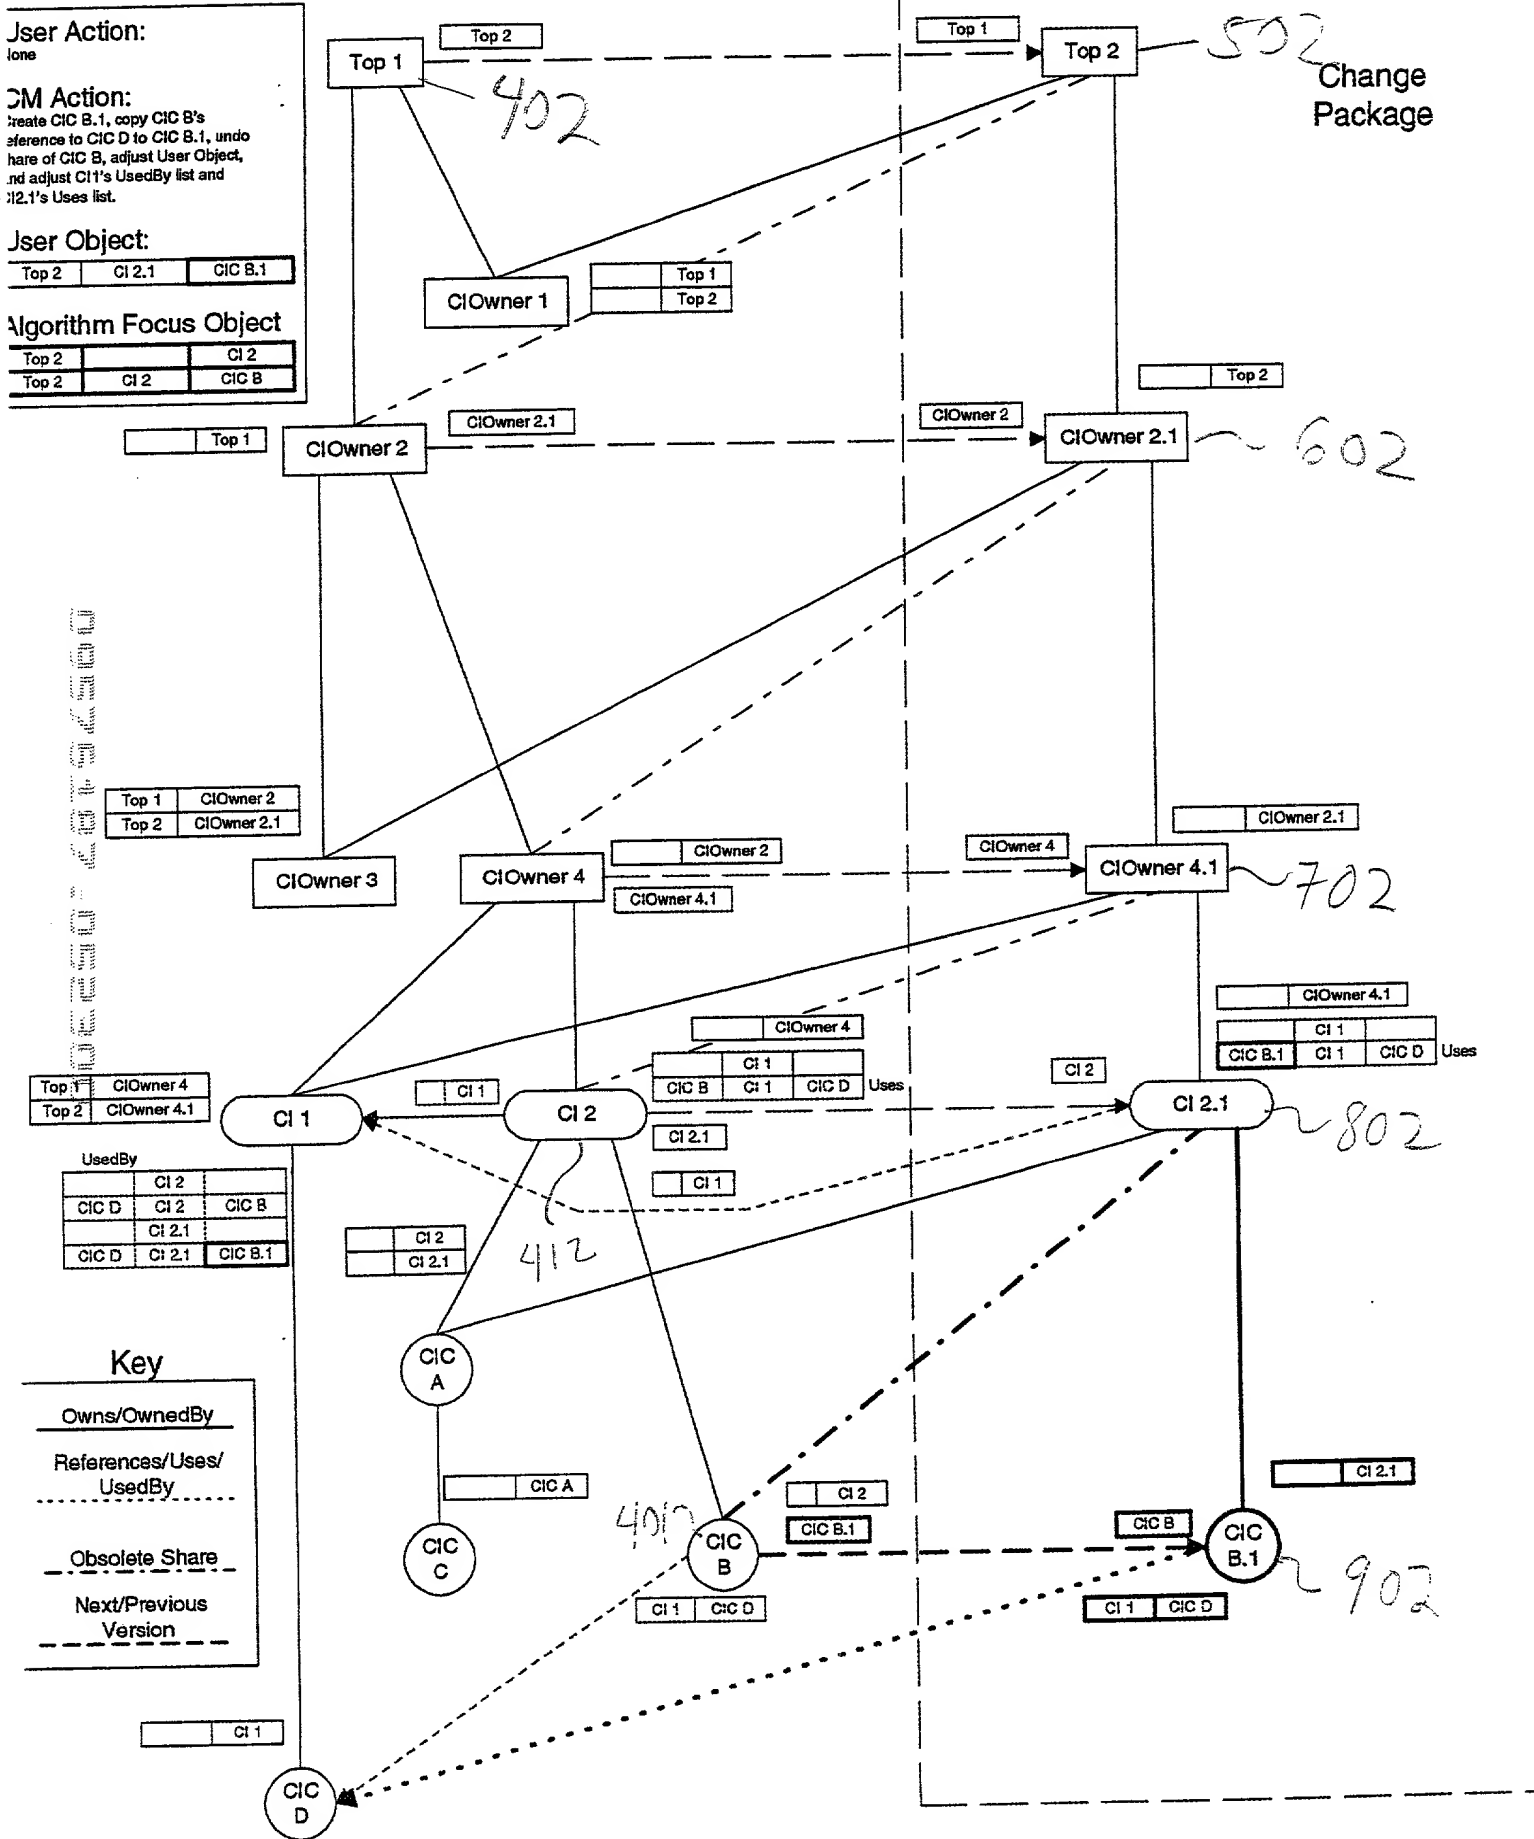 User Action:
None
CM Action:
Create CIC B.1, copy CIC B's
reference to CIC D to CIC B.1, undo
share of CIC B, adjust User Object,
and adjust CI1's UsedBy list and
CI2.1's Uses list.
User Object:
Top 2 CI 2.1 CIC B.1
Algorithm Focus Object
Top 2 CI 2
Top 2 CI 2 CIC B
Top 1
Top 2
402
Top 1
Top 2
502
Change
Package
CIOwner 1
Top 1
Top 2
Top 2
Top 1
CIOwner 2
CIOwner 2.1
CIOwner 2
CIOwner 2.1
602
Top 1 CIOwner 2
Top 2 CIOwner 2.1
CIOwner 3
CIOwner 4
CIOwner 2
CIOwner 4.1
CIOwner 4
CIOwner 2.1
CIOwner 4.1
702
Top 1 CIOwner 4
Top 2 CIOwner 4.1
CI 1
CI 1
CI 2
CIOwner 4
CI 1
CIC B CI 1 CIC D Uses
CI 2.1
CI 1
CI 2
CIOwner 4.1
CI 1
CIC B.1 CI 1 CIC D Uses
CI 2.1
802
UsedBy
CI 2
CIC D CI 2 CIC B
CI 2.1
CIC D CI 2.1 CIC B.1
412
CI 2
CI 2.1
CIC
A
CIC A
CIC
C
CI 2
CIC B.1
CIC
B
CI 1 CIC D
CI 2.1
CIC B
CIC
B.1
CI 1 CIC D
902
Key
Owns/OwnedBy
References/Uses/
UsedBy
Obsolete Share
Next/Previous
Version
CI 1
CIC
D